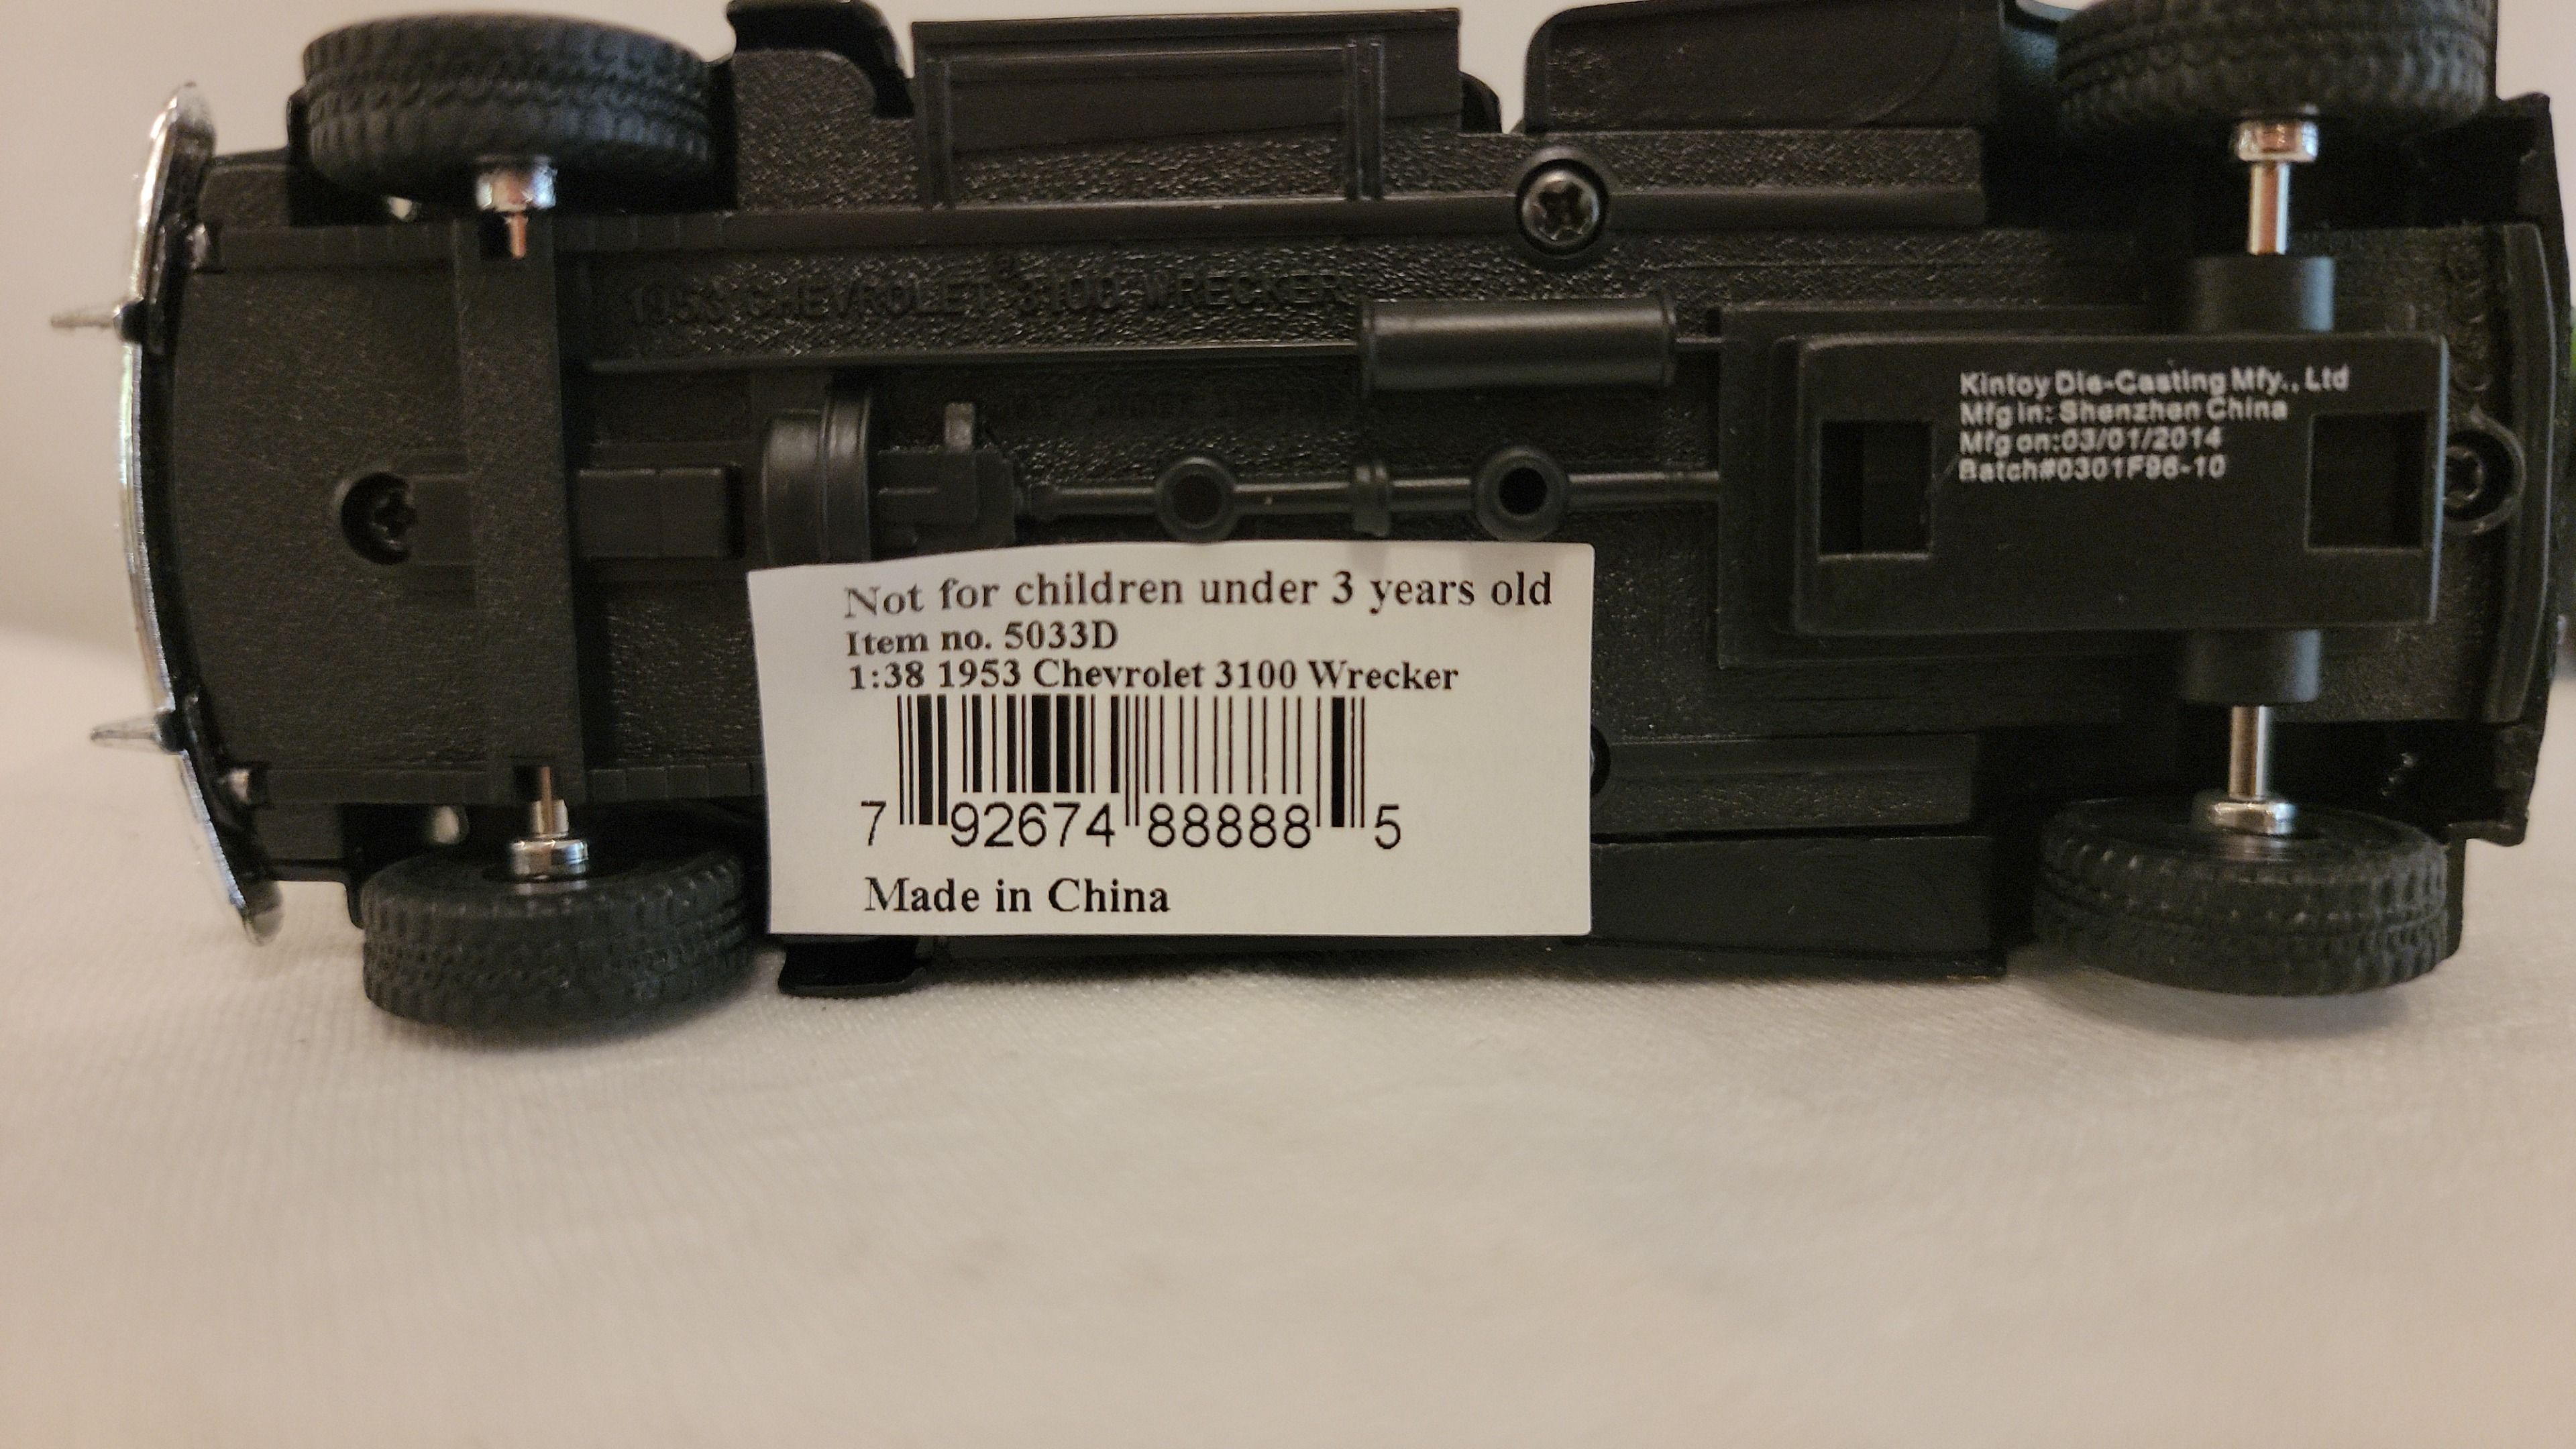 1953 CHEVROLET® 3100 WRECKER
Kintoy Die-Casting Mfy., Ltd
Mfg in: Shenzhen China
Mfg on:03/01/2014
Batch#0301F96-10
Not for children under 3 years old
Item no. 5033D
1:38 1953 Chevrolet 3100 Wrecker
7 92674 88888 5
Made in China